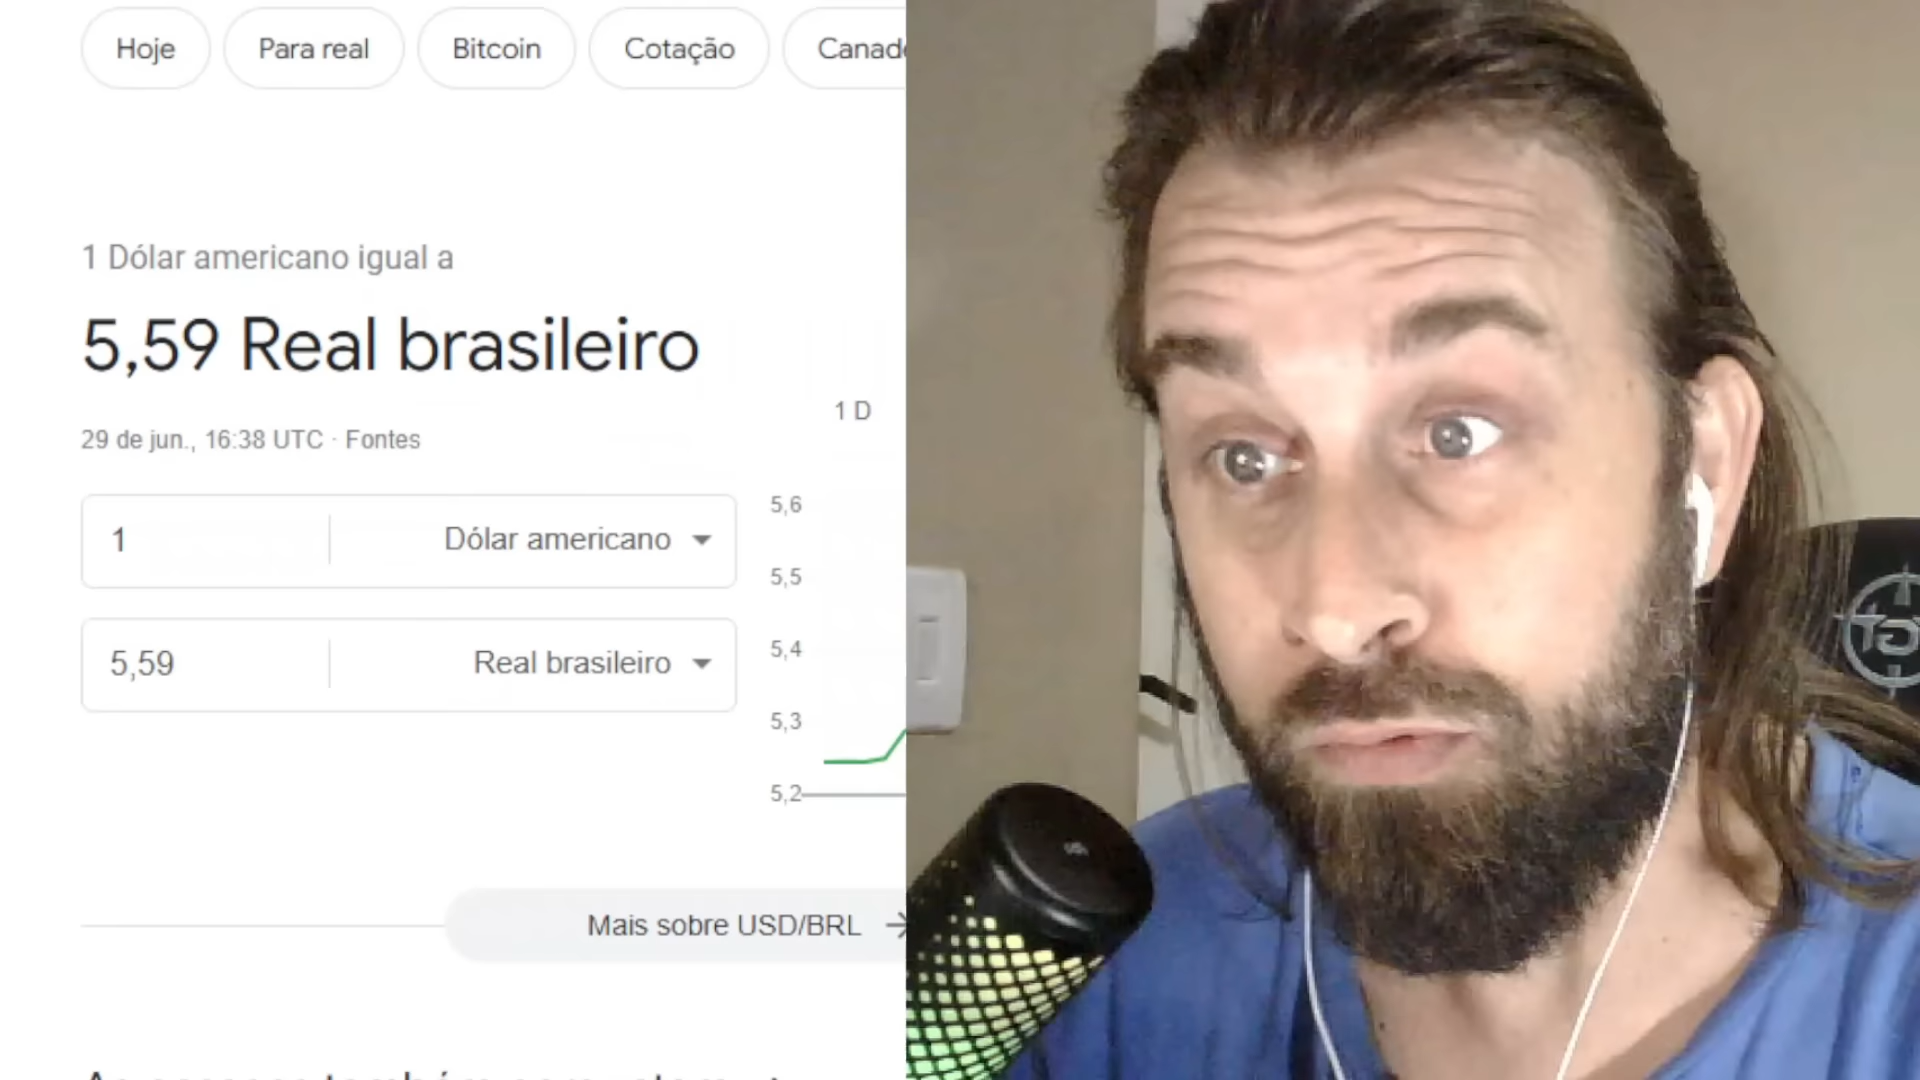 Hoje
Para real
Bitcoin
Cotação
1 Dólar americano igual a
5,59 Real brasileiro
29 de jun., 16:38 UTC · Fontes
1 D
1
Dólar americano
5,59
Real brasileiro
5,6
5,5
5,4
5,3
5,2
Mais sobre USD/BRL